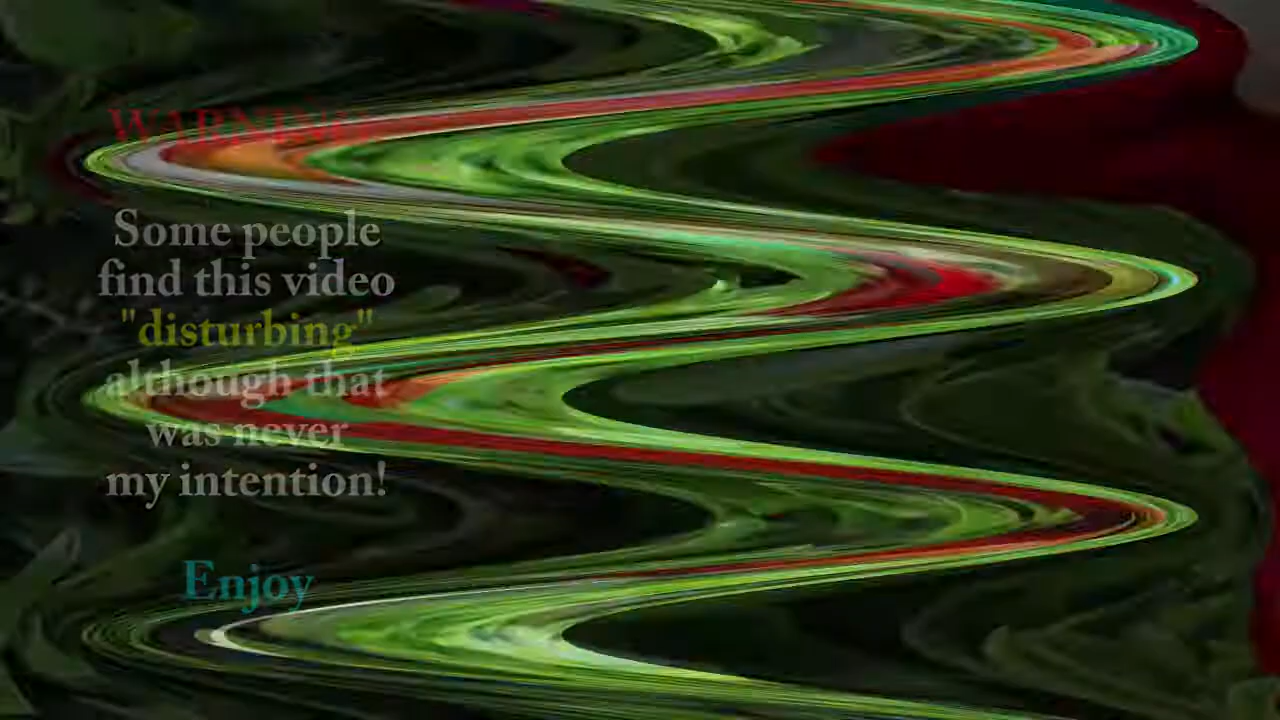 WARNING
Some people
find this video
"disturbing"
although that
was never
my intention!
Enjoy